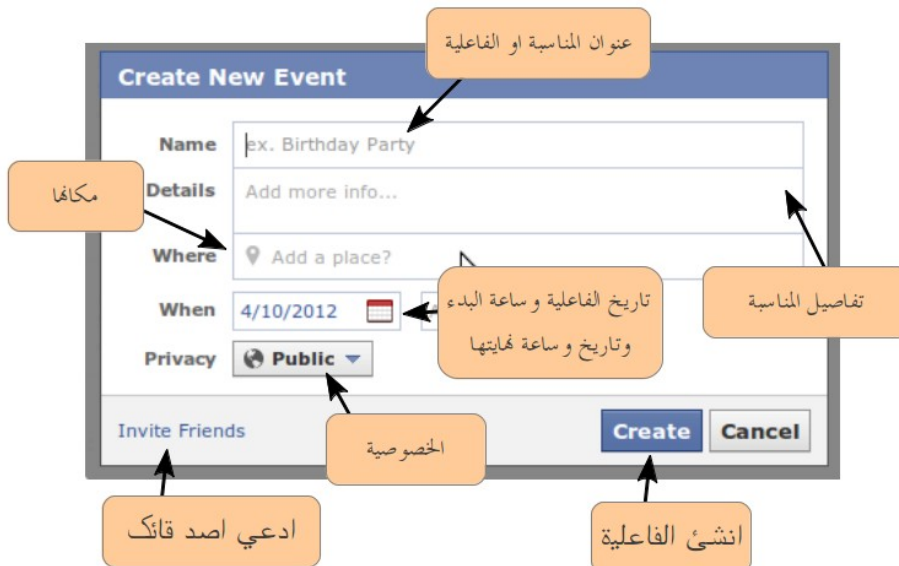 عنوان المناسبة او الفاعلية
Create New Event
Name
ex. Birthday Party
Details
Add more info...
مكانها
Where
Add a place?
تفاصيل المناسبة
When
4/10/2012
تاريخ الفاعلية و ساعة البدء
وتاريخ و ساعة نهايتها
Privacy
Public
الخصوصية
Invite Friends
Create
Cancel
ادعي اصد قائك
انشئ الفاعلية